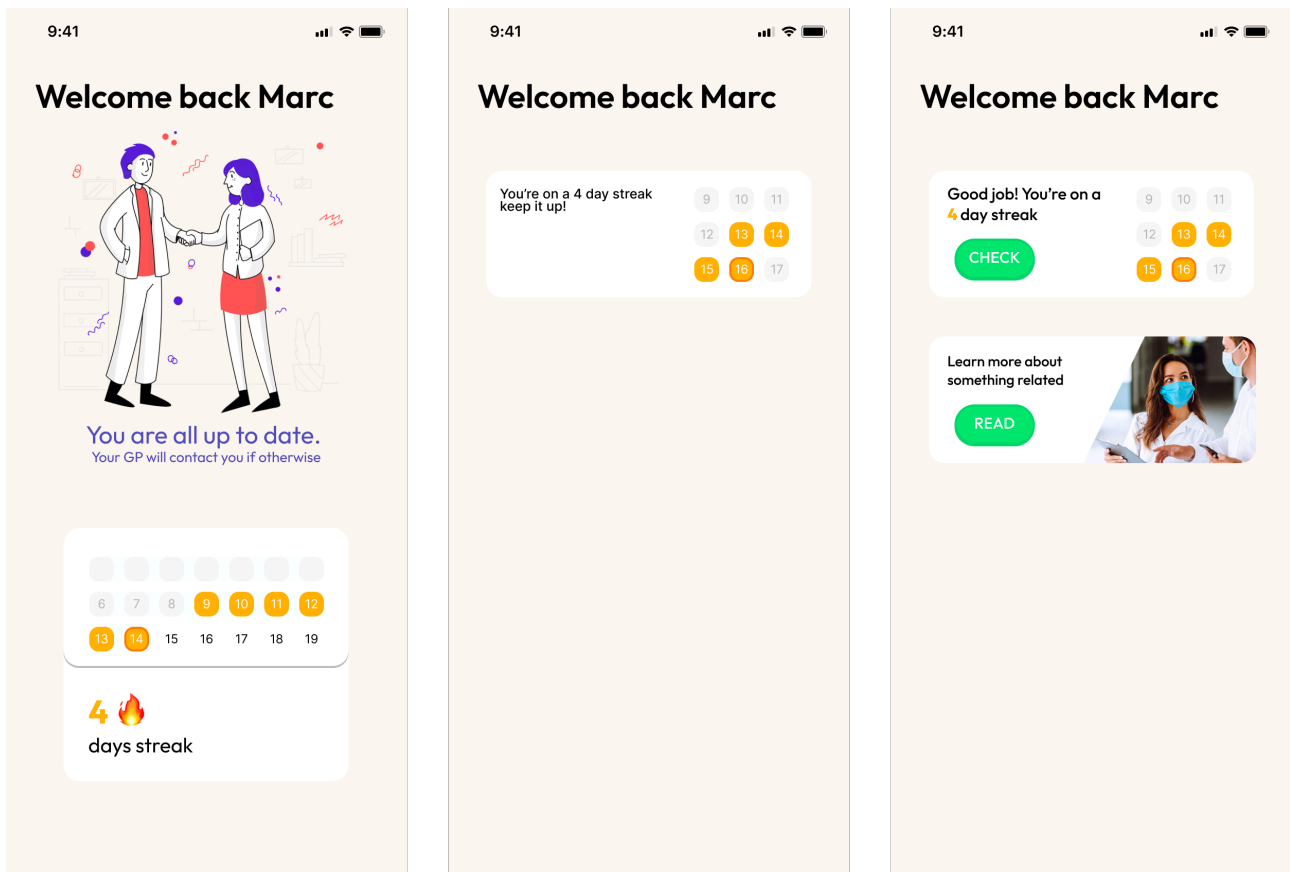 9:41
Welcome back Marc
You are all up to date.
Your GP will contact you if otherwise
6 7 8 9 10 11 12
13 14 15 16 17 18 19
4 🔥
days streak
9:41
Welcome back Marc
You're on a 4 day streak
keep it up!
9 10 11
12 13 14
15 16 17
9:41
Welcome back Marc
Good job! You're on a
4 day streak
CHECK
9 10 11
12 13 14
15 16 17
Learn more about
something related
READ